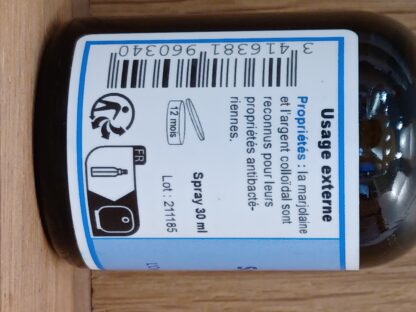 Usage externe
Propriétés : la marjolaine
et l'argent colloïdal sont
reconnus pour leurs
propriétés antibacté-
riennes.
12 mois
Spray 30 ml
Lot : 211185
FR
3 416381 960340